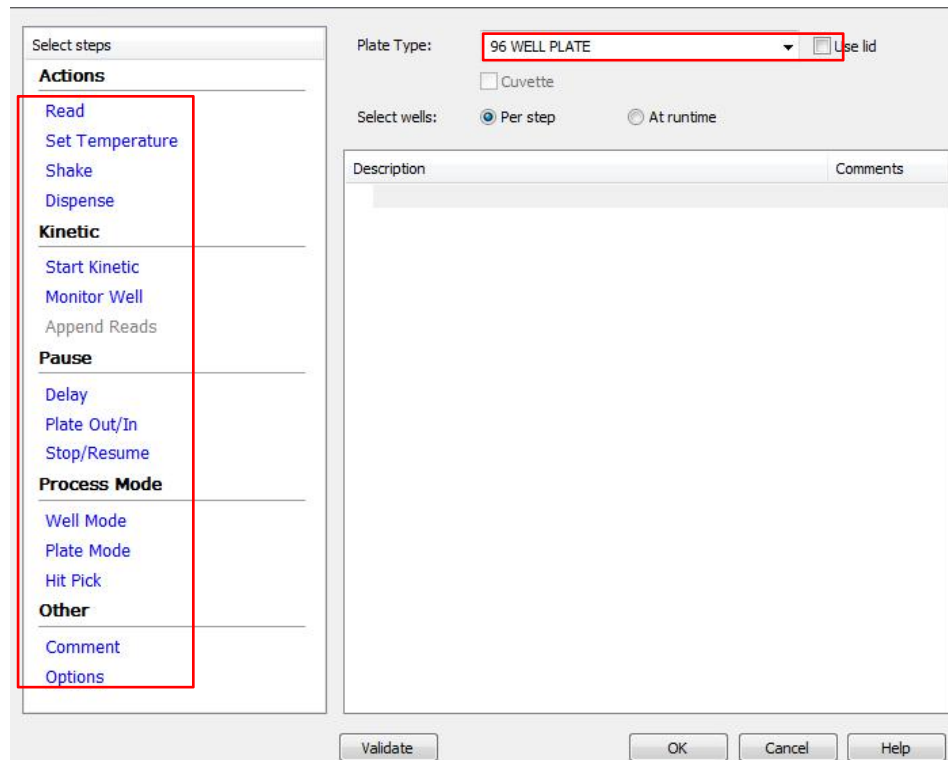 Select steps
Actions
Read
Set Temperature
Shake
Dispense
Kinetic
Start Kinetic
Monitor Well
Append Reads
Pause
Delay
Plate Out/In
Stop/Resume
Process Mode
Well Mode
Plate Mode
Hit Pick
Other
Comment
Options
Plate Type: 96 WELL PLATE Use lid
Cuvette
Select wells: Per step At runtime
Description Comments
Validate OK Cancel Help